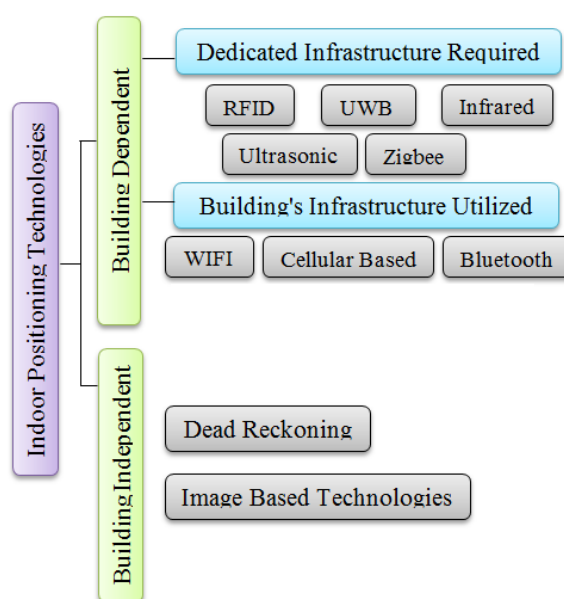 Indoor Positioning Technologies
Building Dependent
Dedicated Infrastructure Required
RFID
UWB
Infrared
Ultrasonic
Zigbee
Building's Infrastructure Utilized
WIFI
Cellular Based
Bluetooth
Building Independent
Dead Reckoning
Image Based Technologies